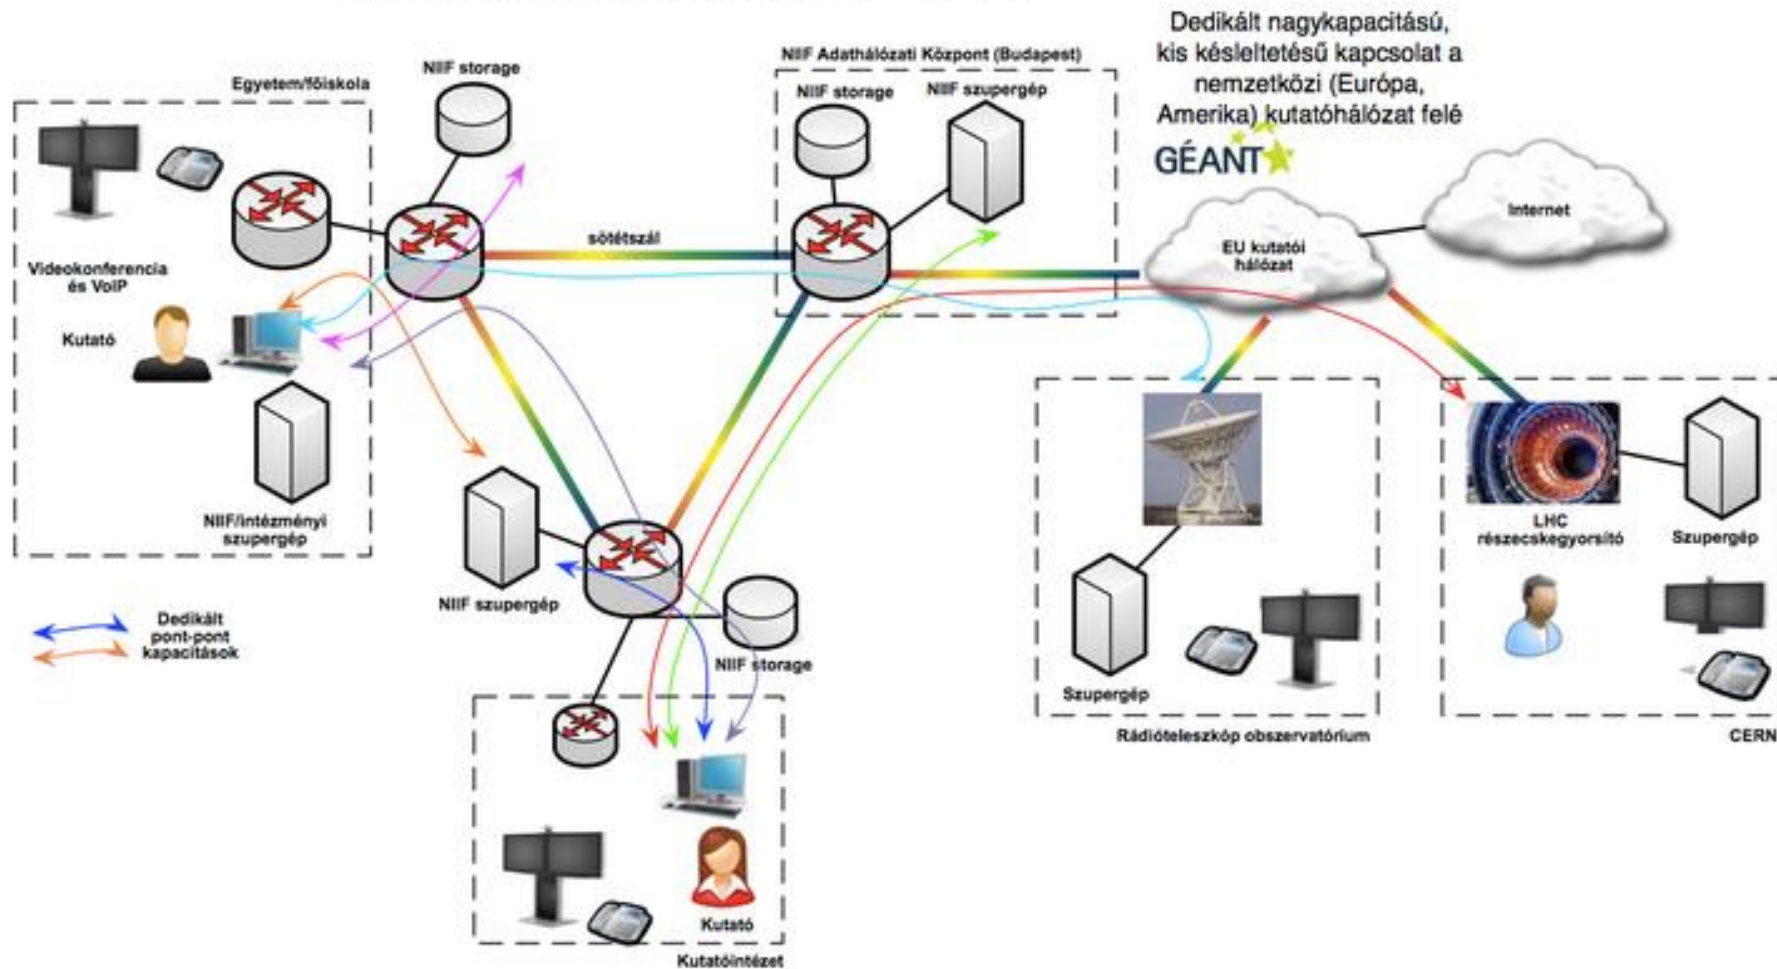 Dedikált nagykapacitású,
kis késleltetésű kapcsolat a
nemzetközi (Európa,
Amerika) kutatóhálózat felé
GÉANT
NIIF Adathálózati Központ (Budapest)
NIIF storage
NIIF szupergép
NIIF storage
Egyetem/főiskola
Internet
EU kutatói
hálózat
sötétszál
Videokonferencia
és VoIP
Kutató
NIIF/intézményi
szupergép
LHC
részecskegyorsító
Szupergép
NIIF szupergép
Dedikált
pont-pont
kapacitások
NIIF storage
Szupergép
Rádióteleszkóp obszervatórium
CERN
Kutató
Kutatóintézet